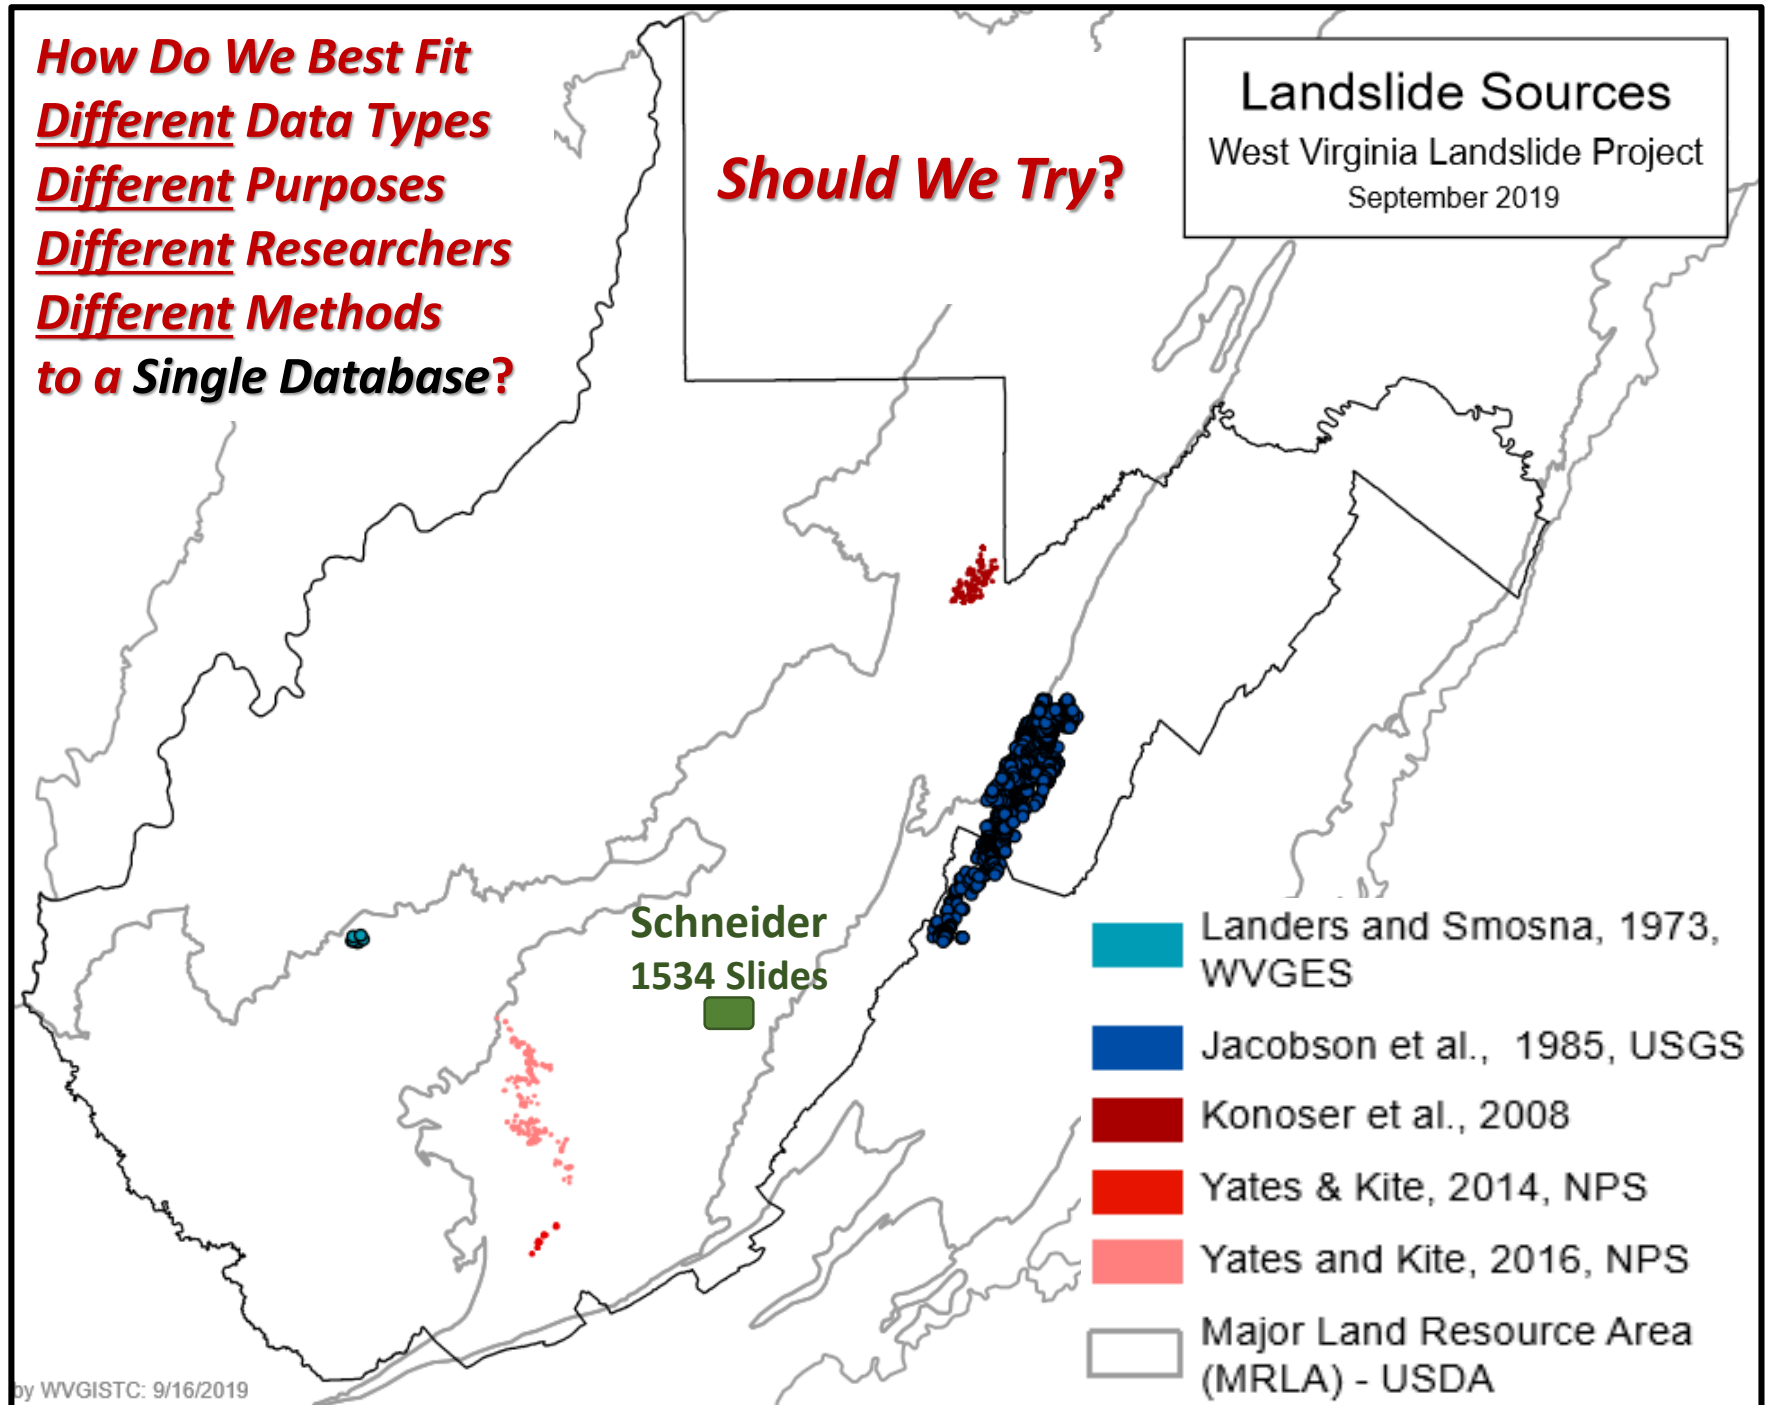 How Do We Best Fit
Different Data Types
Different Purposes
Different Researchers
Different Methods
to a Single Database?
Should We Try?
Landslide Sources
West Virginia Landslide Project
September 2019
Schneider
1534 Slides
Landers and Smosna, 1973,
WVGES
Jacobson et al., 1985, USGS
Konoser et al., 2008
Yates & Kite, 2014, NPS
Yates and Kite, 2016, NPS
Major Land Resource Area
(MRLA) - USDA
by WVGISTC: 9/16/2019